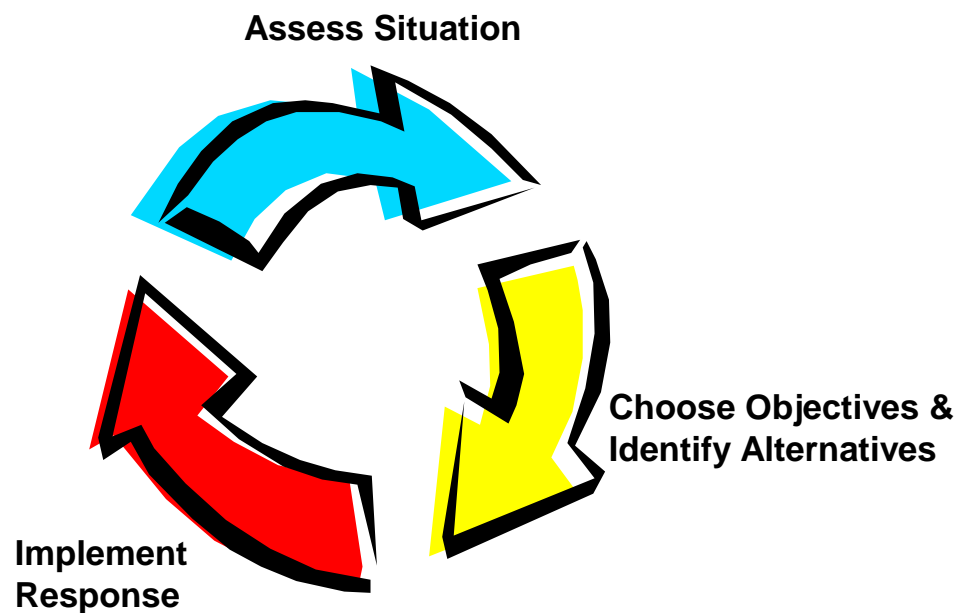 Assess Situation
Choose Objectives &
Identify Alternatives
Implement
Response